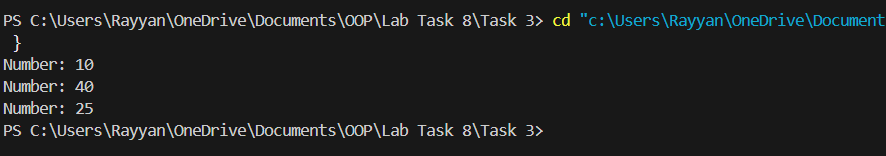 PS C:\Users\Rayyan\OneDrive\Documents\OOP\Lab Task 8\Task 3> cd "c:\Users\Rayyan\OneDrive\Document
}
Number: 10
Number: 40
Number: 25
PS C:\Users\Rayyan\OneDrive\Documents\OOP\Lab Task 8\Task 3>